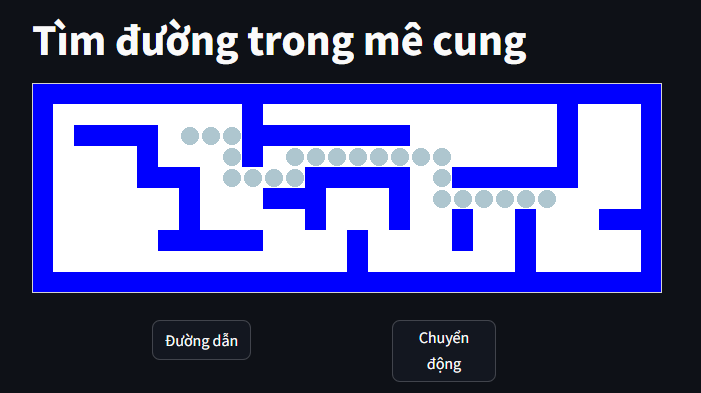 Tìm đường trong mê cung
Đường dẫn
Chuyển
động